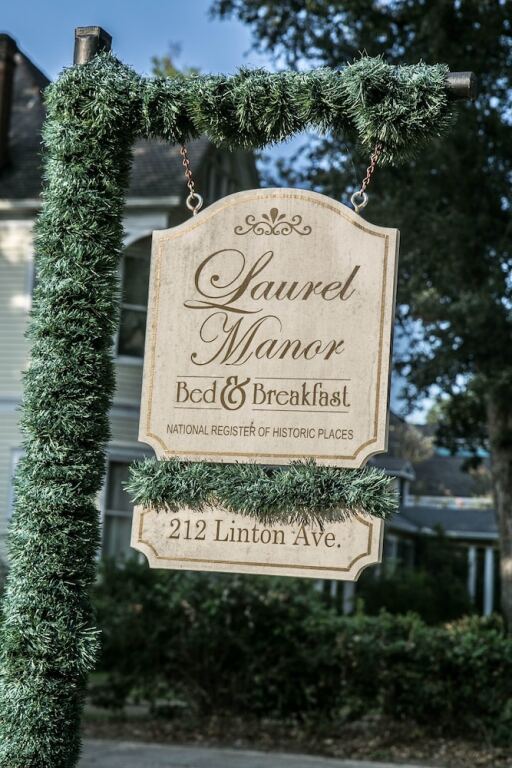 Laurel
Manor
Bed & Breakfast
NATIONAL REGISTER OF HISTORIC PLACES
212 Linton Ave.